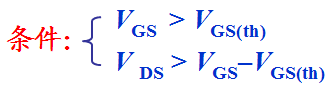 条件：
V_GS > V_GS(th)
V_DS > V_GS–V_GS(th)